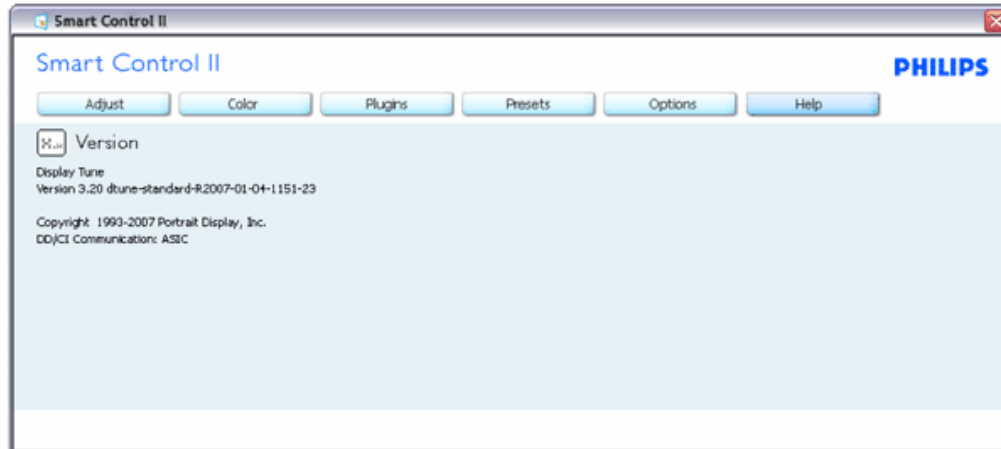 Smart Control II
Smart Control II
PHILIPS
Adjust Color Plugins Presets Options Help
X.xx Version
Display Tune
Version 3.20 dtune-standard-R2007-01-04-1151-23
Copyright 1993-2007 Portrait Display, Inc.
DD/CI Communication: ASIC